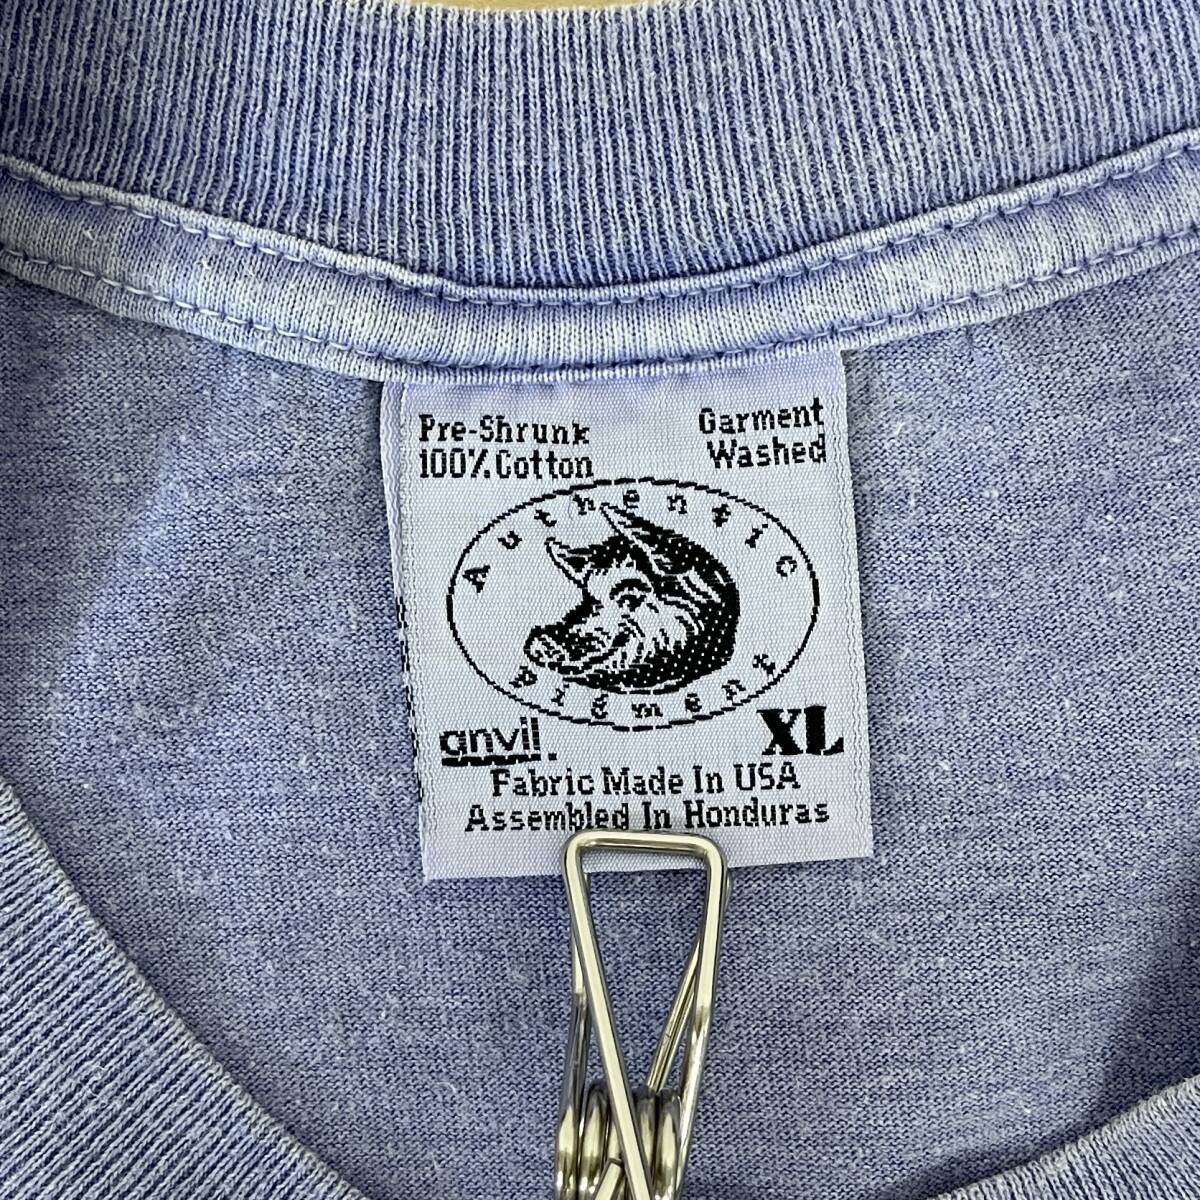 Pre-Shrunk
100% Cotton
Garment
Washed
Authentic
Pigment
anvil.
XL
Fabric Made In USA
Assembled In Honduras